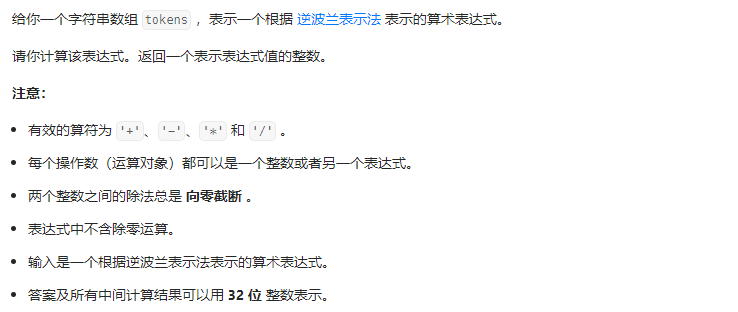 给你一个字符串数组 tokens ，表示一个根据 逆波兰表示法 表示的算术表达式。
请你计算该表达式。返回一个表示表达式值的整数。
注意：
• 有效的算符为 '+'、'-'、'*' 和 '/' 。
• 每个操作数（运算对象）都可以是一个整数或者另一个表达式。
• 两个整数之间的除法总是 向零截断 。
• 表达式中不含除零运算。
• 输入是一个根据逆波兰表示法表示的算术表达式。
• 答案及所有中间计算结果可以用 32 位 整数表示。